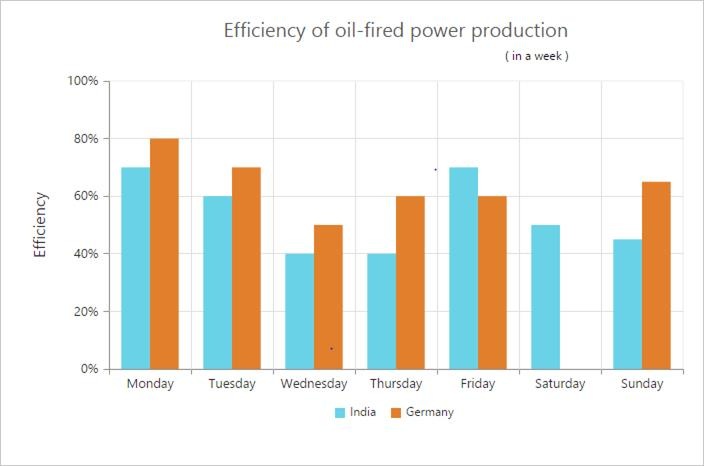 Efficiency of oil-fired power production
( in a week )
100%
80%
60%
40%
20%
0%
Efficiency
Monday Tuesday Wednesday Thursday Friday Saturday Sunday
India Germany